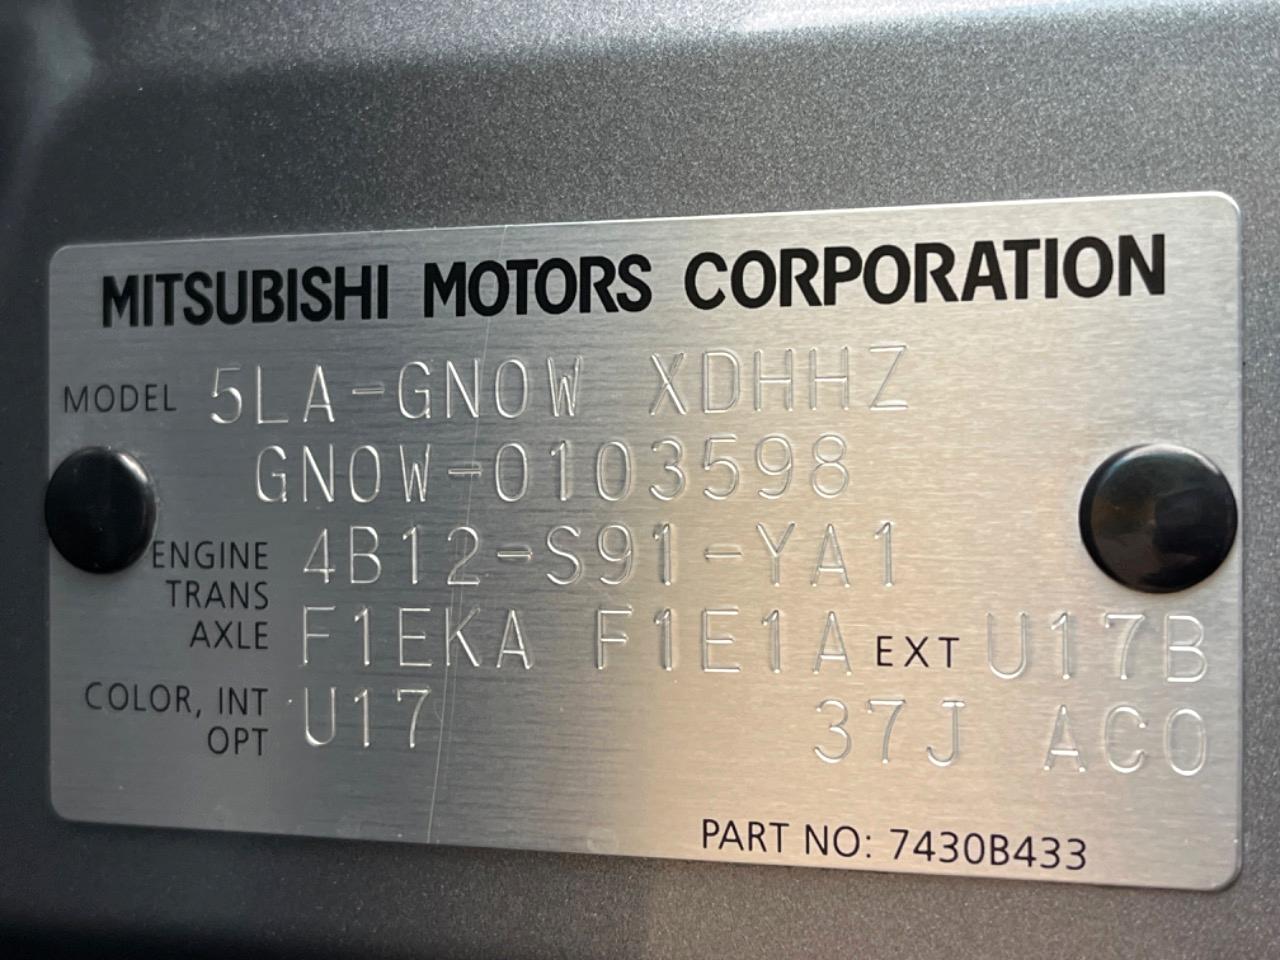 MITSUBISHI MOTORS CORPORATION
MODEL 5LA-GN0W XDHHZ
GN0W-0103598
ENGINE 4B12-S91-YA1
TRANS
AXLE F1EKA F1E1A EXT U17B
COLOR, INT U17 37J AC0
OPT
PART NO: 7430B433